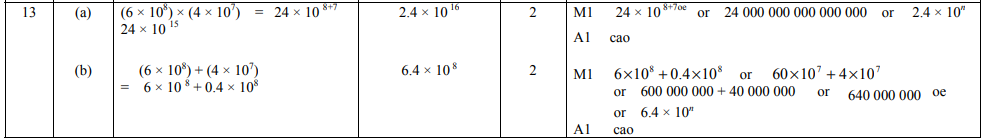 13 (a) (6 × 10⁸) × (4 × 10⁷) = 24 × 10⁸⁺⁷ 2.4 × 10¹⁶ 2 M1 24 × 10⁸⁺⁷ᵒᵉ or 24 000 000 000 000 000 or 2.4 × 10ⁿ
24 × 10¹⁵
A1 cao
(b) (6 × 10⁸) + (4 × 10⁷) 6.4 × 10⁸ 2 M1 6×10⁸ +0.4×10⁸ or 60×10⁷ +4×10⁷
= 6 × 10⁸ + 0.4 × 10⁸ or 600 000 000 + 40 000 000 or 640 000 000 oe
or 6.4 × 10ⁿ
A1 cao